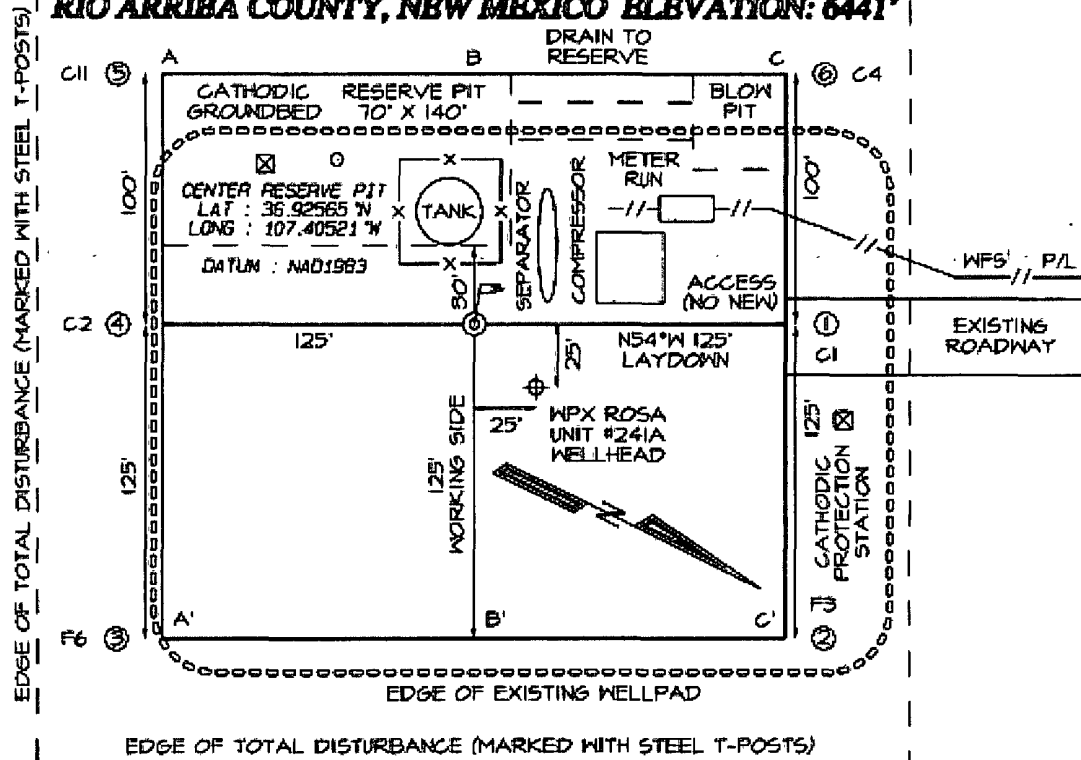 RIO ARRIBA COUNTY, NEW MEXICO ELEVATION: 6441'
EDGE OF TOTAL DISTURBANCE (MARKED WITH STEEL T-POSTS)
DRAIN TO
RESERVE
A
B
C
C11 5
6 C4
CATHODIC
GROUNDBED
RESERVE PIT
70' X 140'
BLOW
PIT
100'
100'
CENTER RESERVE PIT
LAT : 36.92565 °N
LONG : 107.40521 °W
DATUM : NAD1983
TANK
SEPARATOR
COMPRESSOR
METER
RUN
WFS' P/L
80'
ACCESS
(NO NEW)
C2 4
1
C1
EXISTING
ROADWAY
125'
N54°W 125'
LAYDOWN
25'
25'
WPX ROSA
UNIT #241A
WELLHEAD
125'
125'
WORKING SIDE
125'
CATHODIC
PROTECTION
STATION
N
F6 3
A'
B'
C'
F3
2
EDGE OF EXISTING WELLPAD
EDGE OF TOTAL DISTURBANCE (MARKED WITH STEEL T-POSTS)